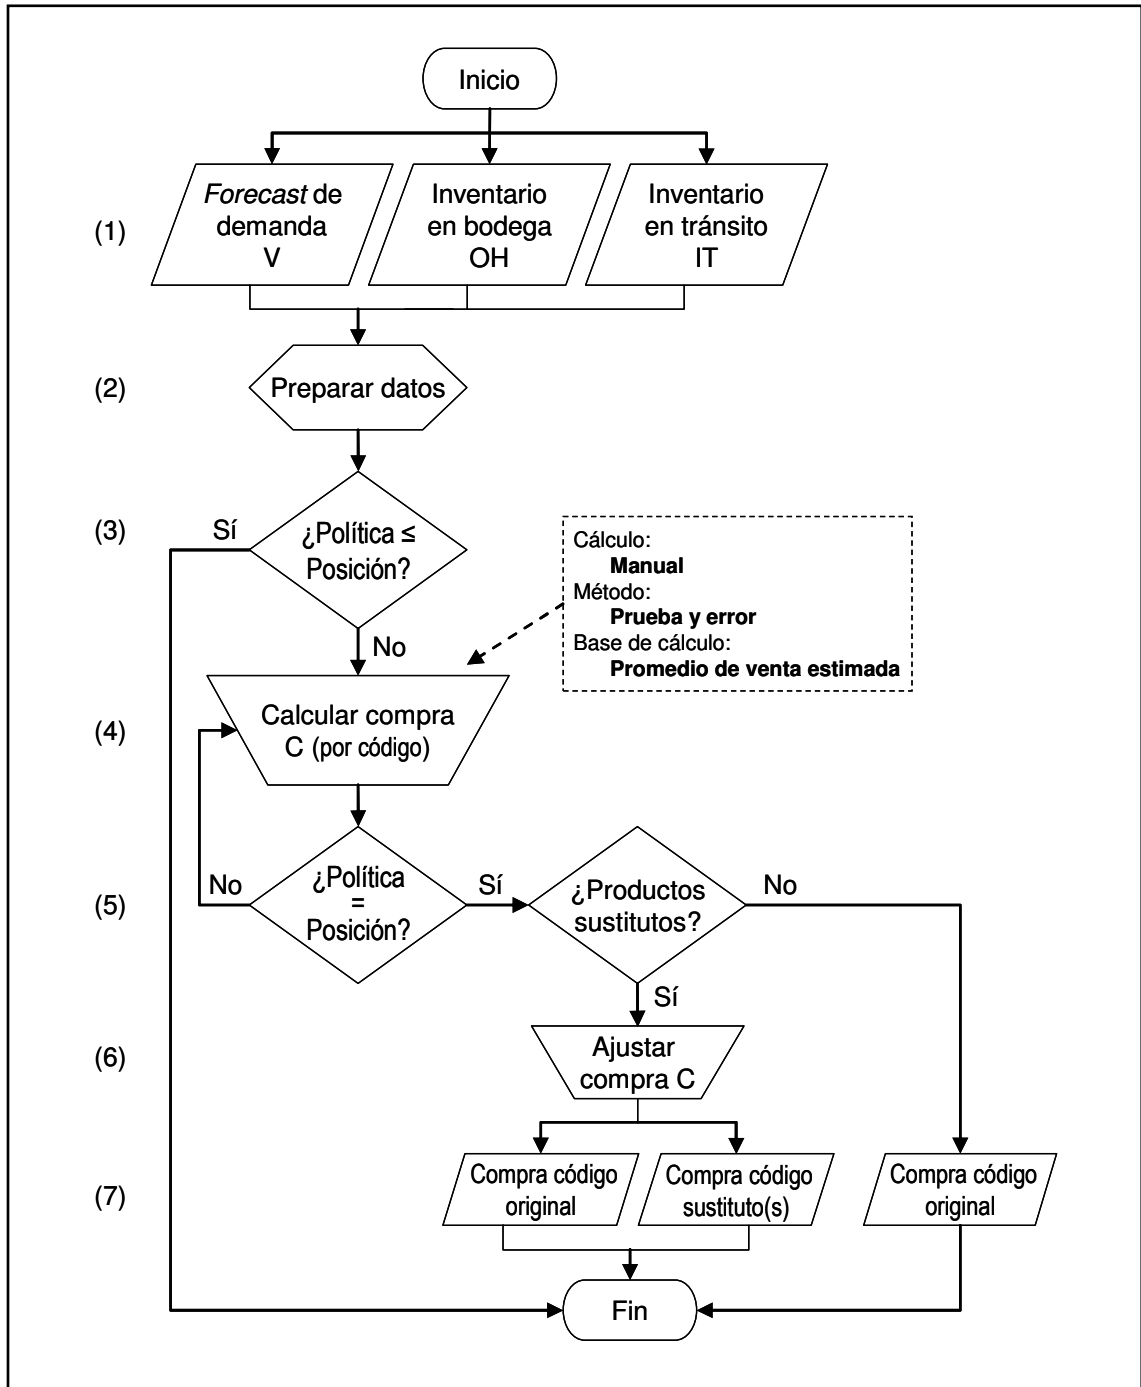 Inicio
(1)
Forecast de
demanda
V
Inventario
en bodega
OH
Inventario
en tránsito
IT
(2)
Preparar datos
(3)
Sí
¿Política ≤
Posición?
No
Cálculo:
Manual
Método:
Prueba y error
Base de cálculo:
Promedio de venta estimada
(4)
Calcular compra
C (por código)
(5)
No
¿Política
=
Posición?
Sí
¿Productos
sustitutos?
No
Sí
(6)
Ajustar
compra C
(7)
Compra código
original
Compra código
sustituto(s)
Compra código
original
Fin